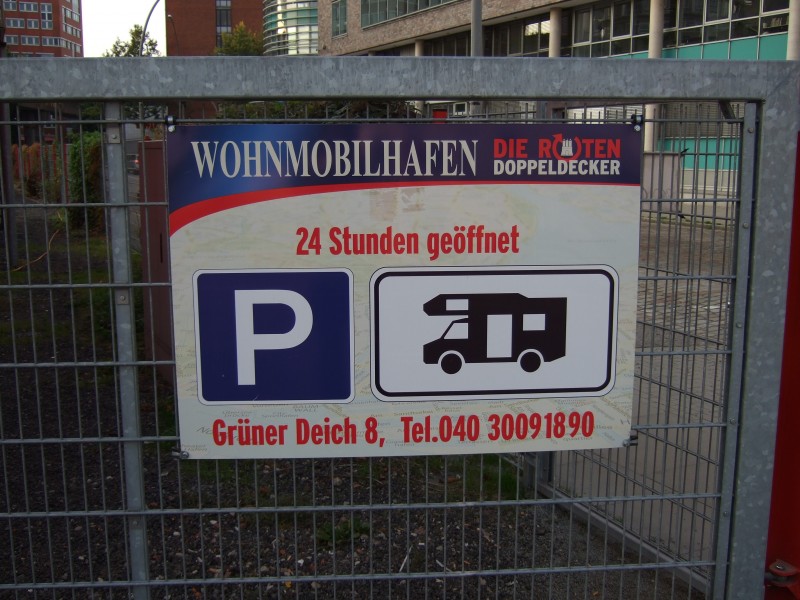 WOHNMOBILHAFEN
DIE ROTEN
DOPPELDECKER
24 Stunden geöffnet
P
Grüner Deich 8, Tel.040 30091890